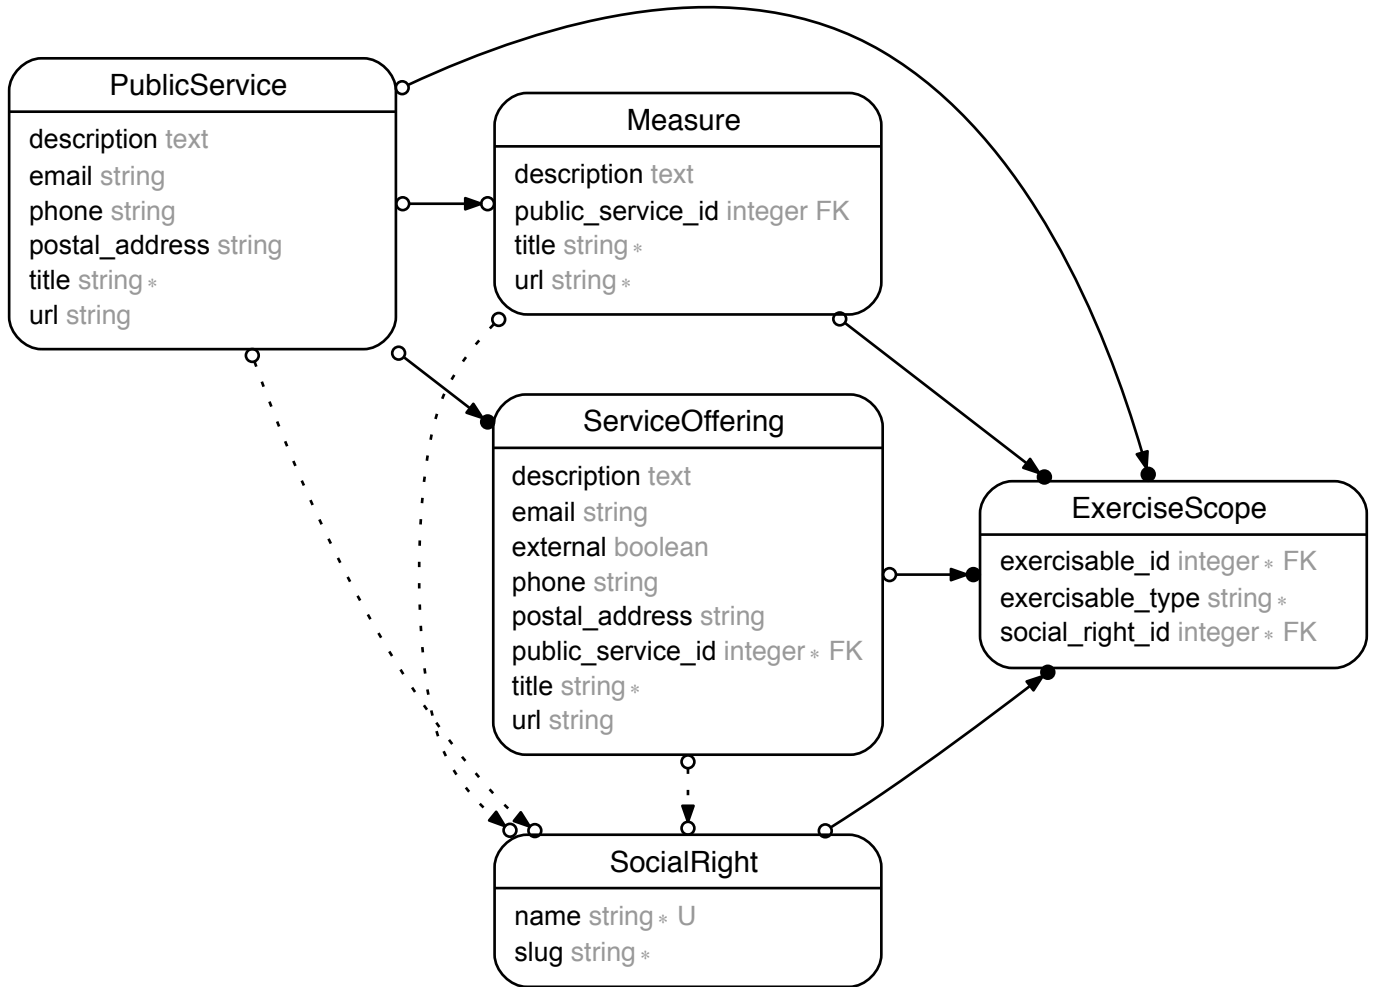 PublicService
description text
email string
phone string
postal_address string
title string *
url string
Measure
description text
public_service_id integer FK
title string *
url string *
ServiceOffering
description text
email string
external boolean
phone string
postal_address string
public_service_id integer * FK
title string *
url string
ExerciseScope
exercisable_id integer * FK
exercisable_type string *
social_right_id integer * FK
SocialRight
name string * U
slug string *